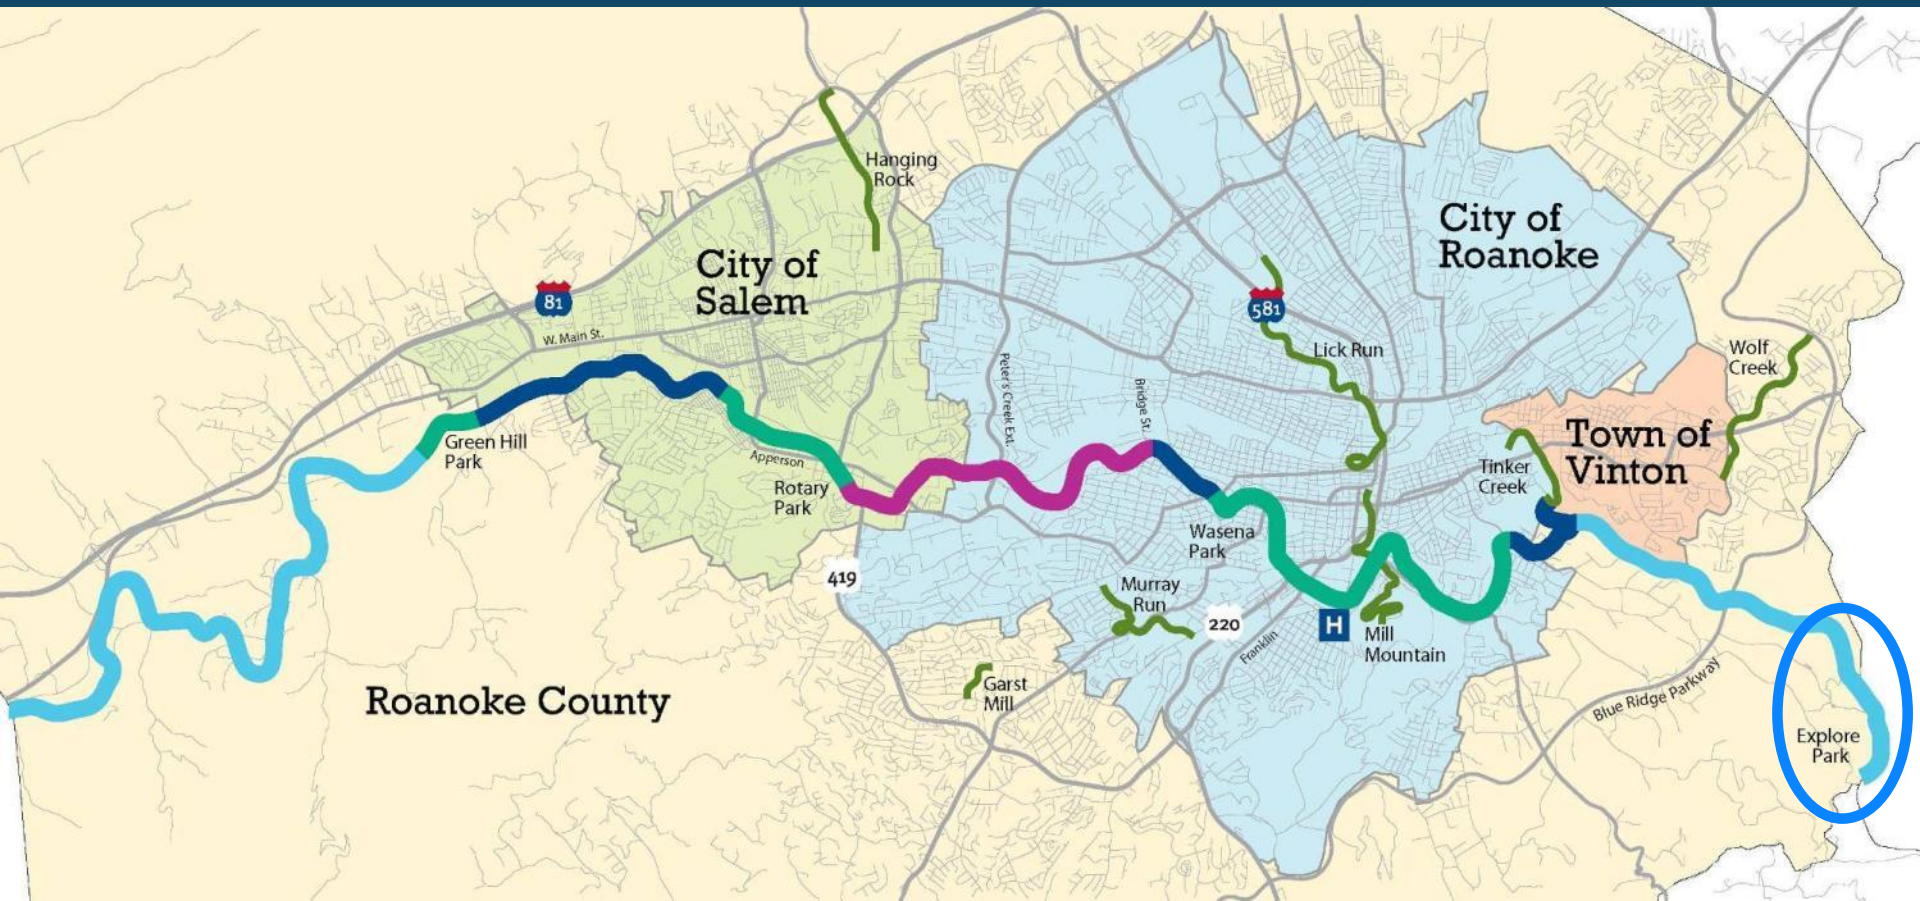 Hanging
Rock
City of
Salem
City of
Roanoke
81
581
W. Main St.
Lick Run
Wolf
Creek
Peter's Creek Ext.
Bridge St.
Green Hill
Park
Apperson
Rotary
Park
Town of
Vinton
Tinker
Creek
Wasena
Park
419
Murray
Run
220
Franklin
H
Mill
Mountain
Garst
Mill
Roanoke County
Blue Ridge Parkway
Explore
Park